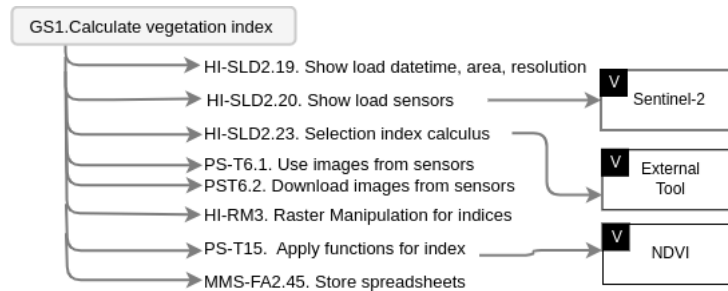 GS1.Calculate vegetation index
HI-SLD2.19. Show load datetime, area, resolution
HI-SLD2.20. Show load sensors
HI-SLD2.23. Selection index calculus
PS-T6.1. Use images from sensors
PST6.2. Download images from sensors
HI-RM3. Raster Manipulation for indices
PS-T15. Apply functions for index
MMS-FA2.45. Store spreadsheets
V
Sentinel-2
V
External
Tool
V
NDVI